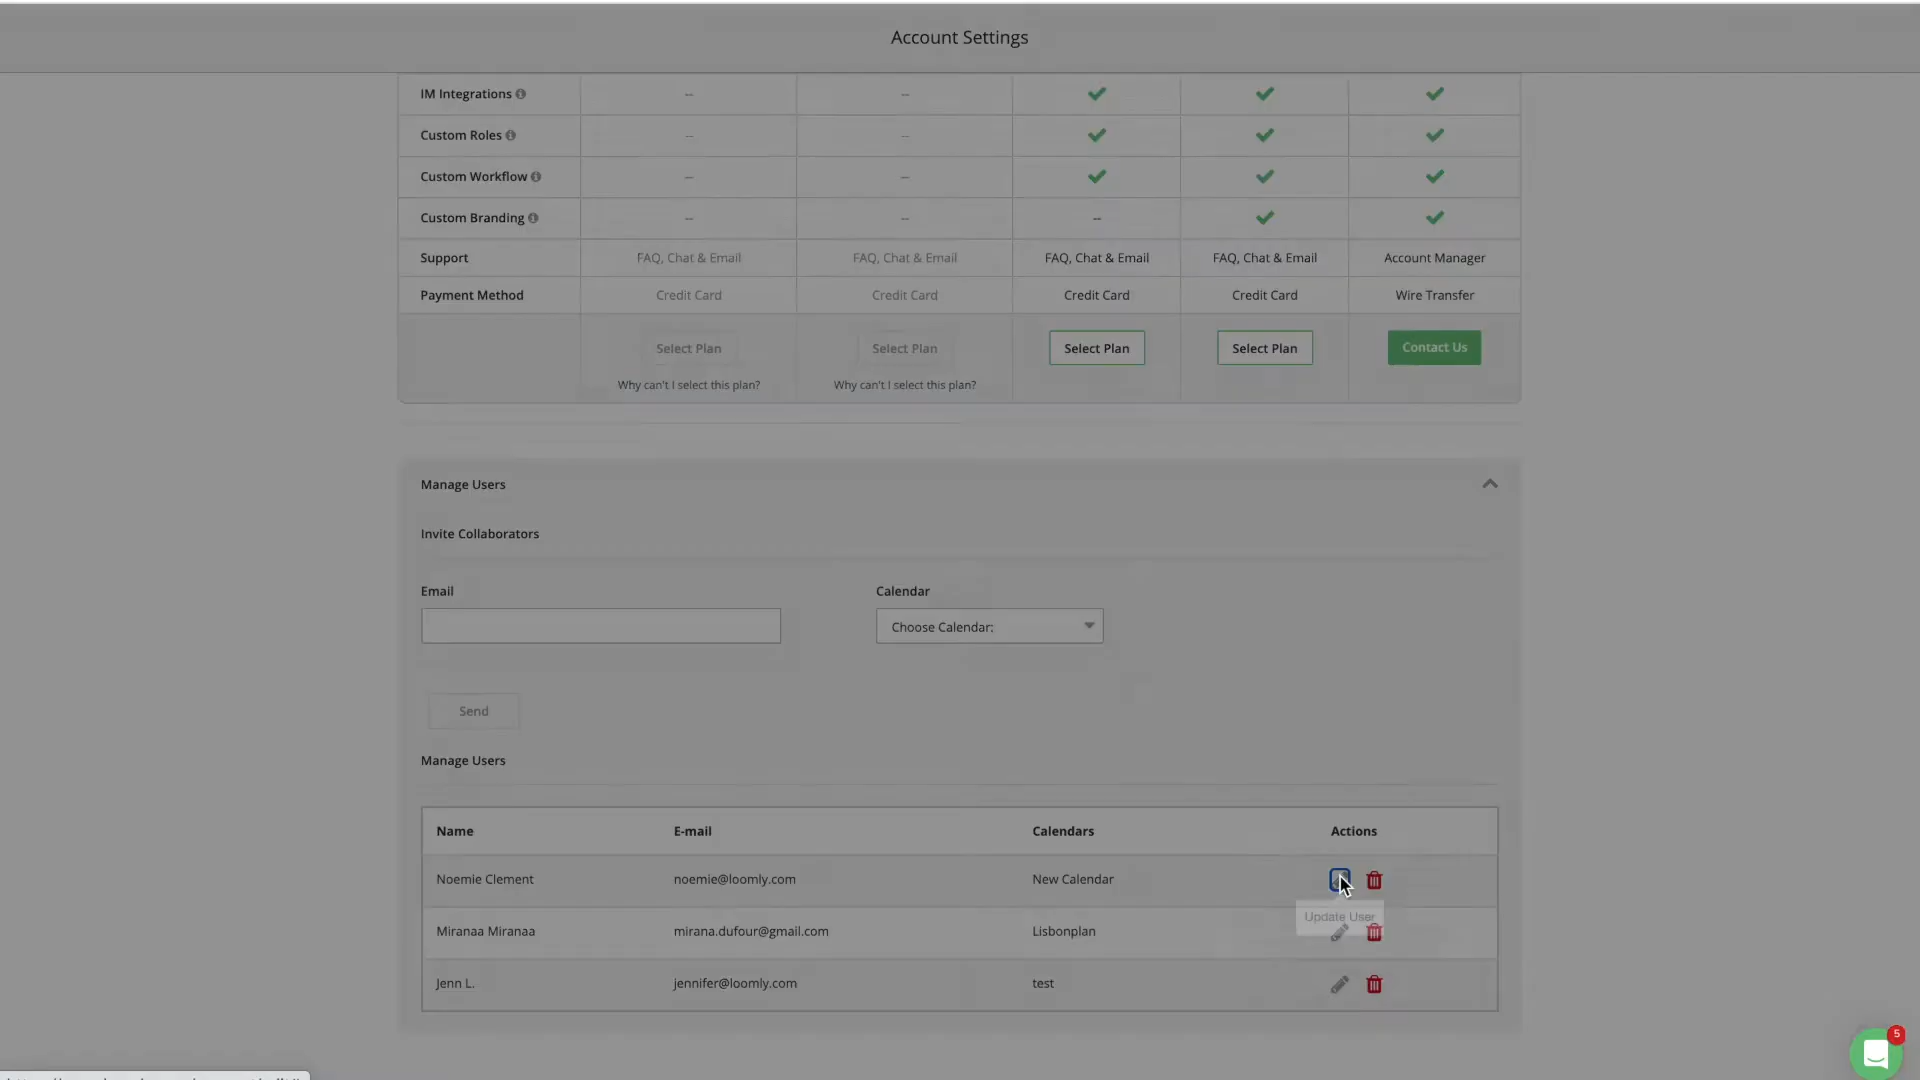 Account Settings
IM Integrations -- --
Custom Roles -- --
Custom Workflow -- --
Custom Branding -- -- --
Support FAQ, Chat & Email FAQ, Chat & Email FAQ, Chat & Email FAQ, Chat & Email Account Manager
Payment Method Credit Card Credit Card Credit Card Credit Card Wire Transfer
Select Plan Select Plan Select Plan Select Plan Contact Us
Why can't I select this plan? Why can't I select this plan?
Manage Users
Invite Collaborators
Email Calendar
Choose Calendar:
Send
Manage Users
Name E-mail Calendars Actions
Noemie Clement noemie@loomly.com New Calendar
Update User
Miranaa Miranaa mirana.dufour@gmail.com Lisbonplan
Jenn L. jennifer@loomly.com test
5